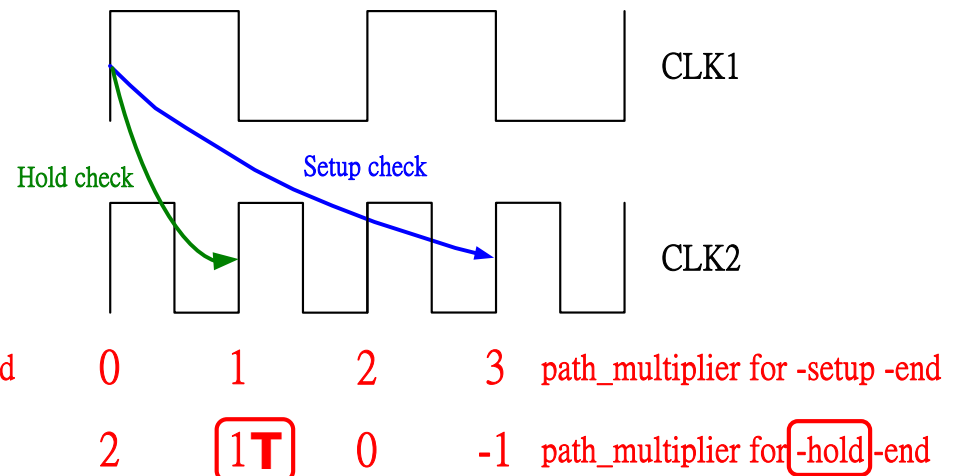 CLK1
Setup check
Hold check
CLK2
d 0 1 2 3 path_multiplier for -setup -end
2 1T 0 -1 path_multiplier for -hold -end